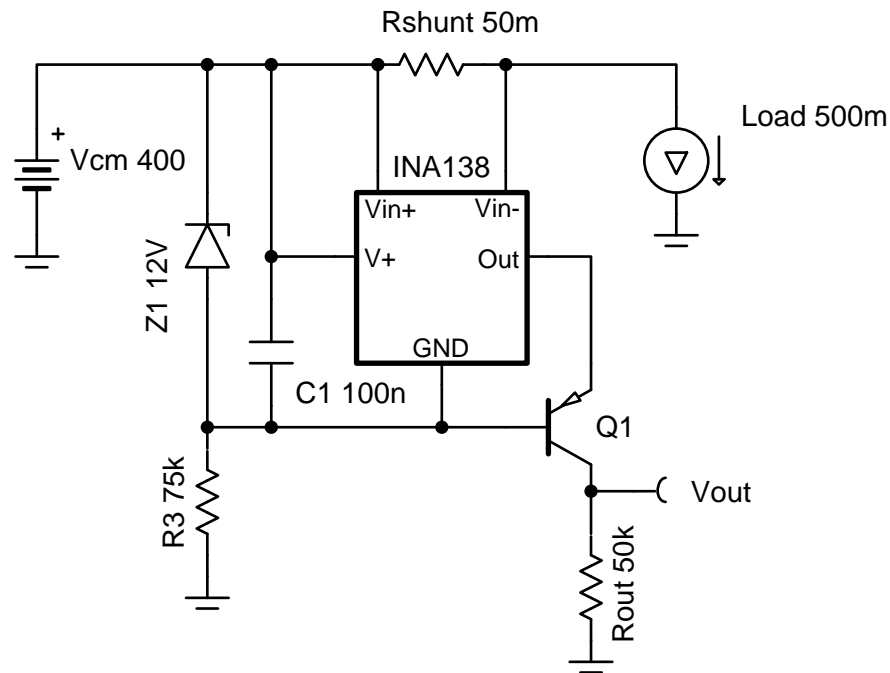 Rshunt 50m
Load 500m
+
Vcm 400
INA138
Vin+
Vin-
V+
Out
Z1 12V
GND
C1 100n
Q1
R3 75k
Vout
Rout 50k